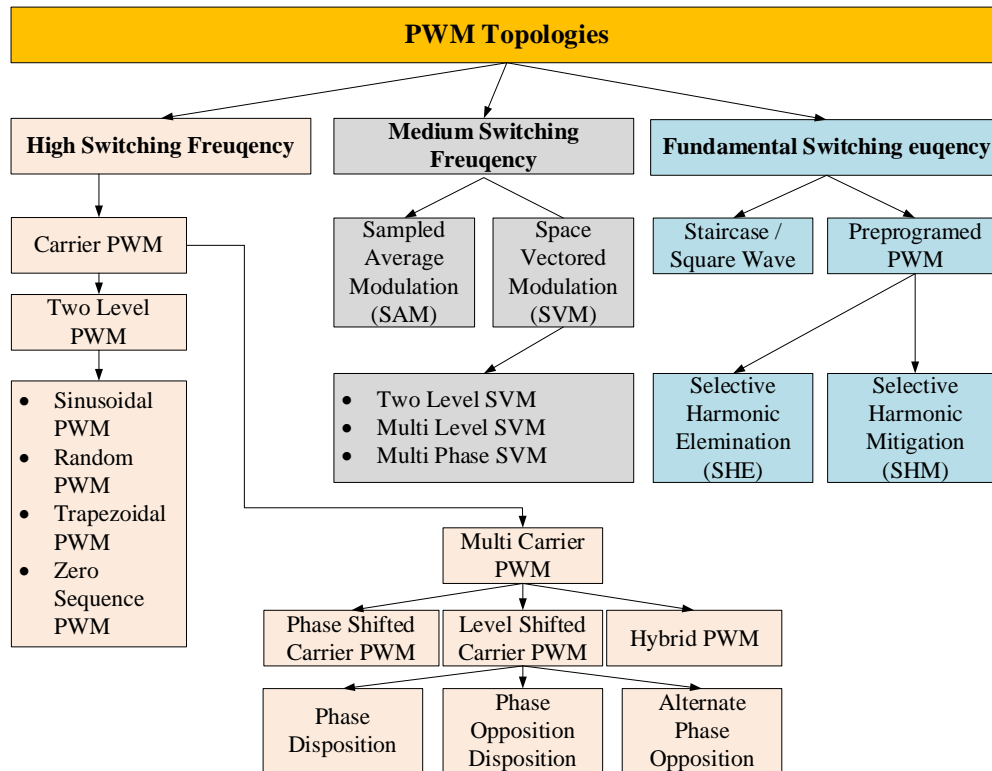 PWM Topologies
High Switching Freuqency
Medium Switching
Freuqency
Fundamental Switching euqency
Carrier PWM
Sampled
Average
Modulation
(SAM)
Space
Vectored
Modulation
(SVM)
Staircase /
Square Wave
Preprogramed
PWM
Two Level
PWM
• Sinusoidal
PWM
• Random
PWM
• Trapezoidal
PWM
• Zero
Sequence
PWM
• Two Level SVM
• Multi Level SVM
• Multi Phase SVM
Selective
Harmonic
Elemination
(SHE)
Selective
Harmonic
Mitigation
(SHM)
Multi Carrier
PWM
Phase Shifted
Carrier PWM
Level Shifted
Carrier PWM
Hybrid PWM
Phase
Disposition
Phase
Opposition
Disposition
Alternate
Phase
Opposition